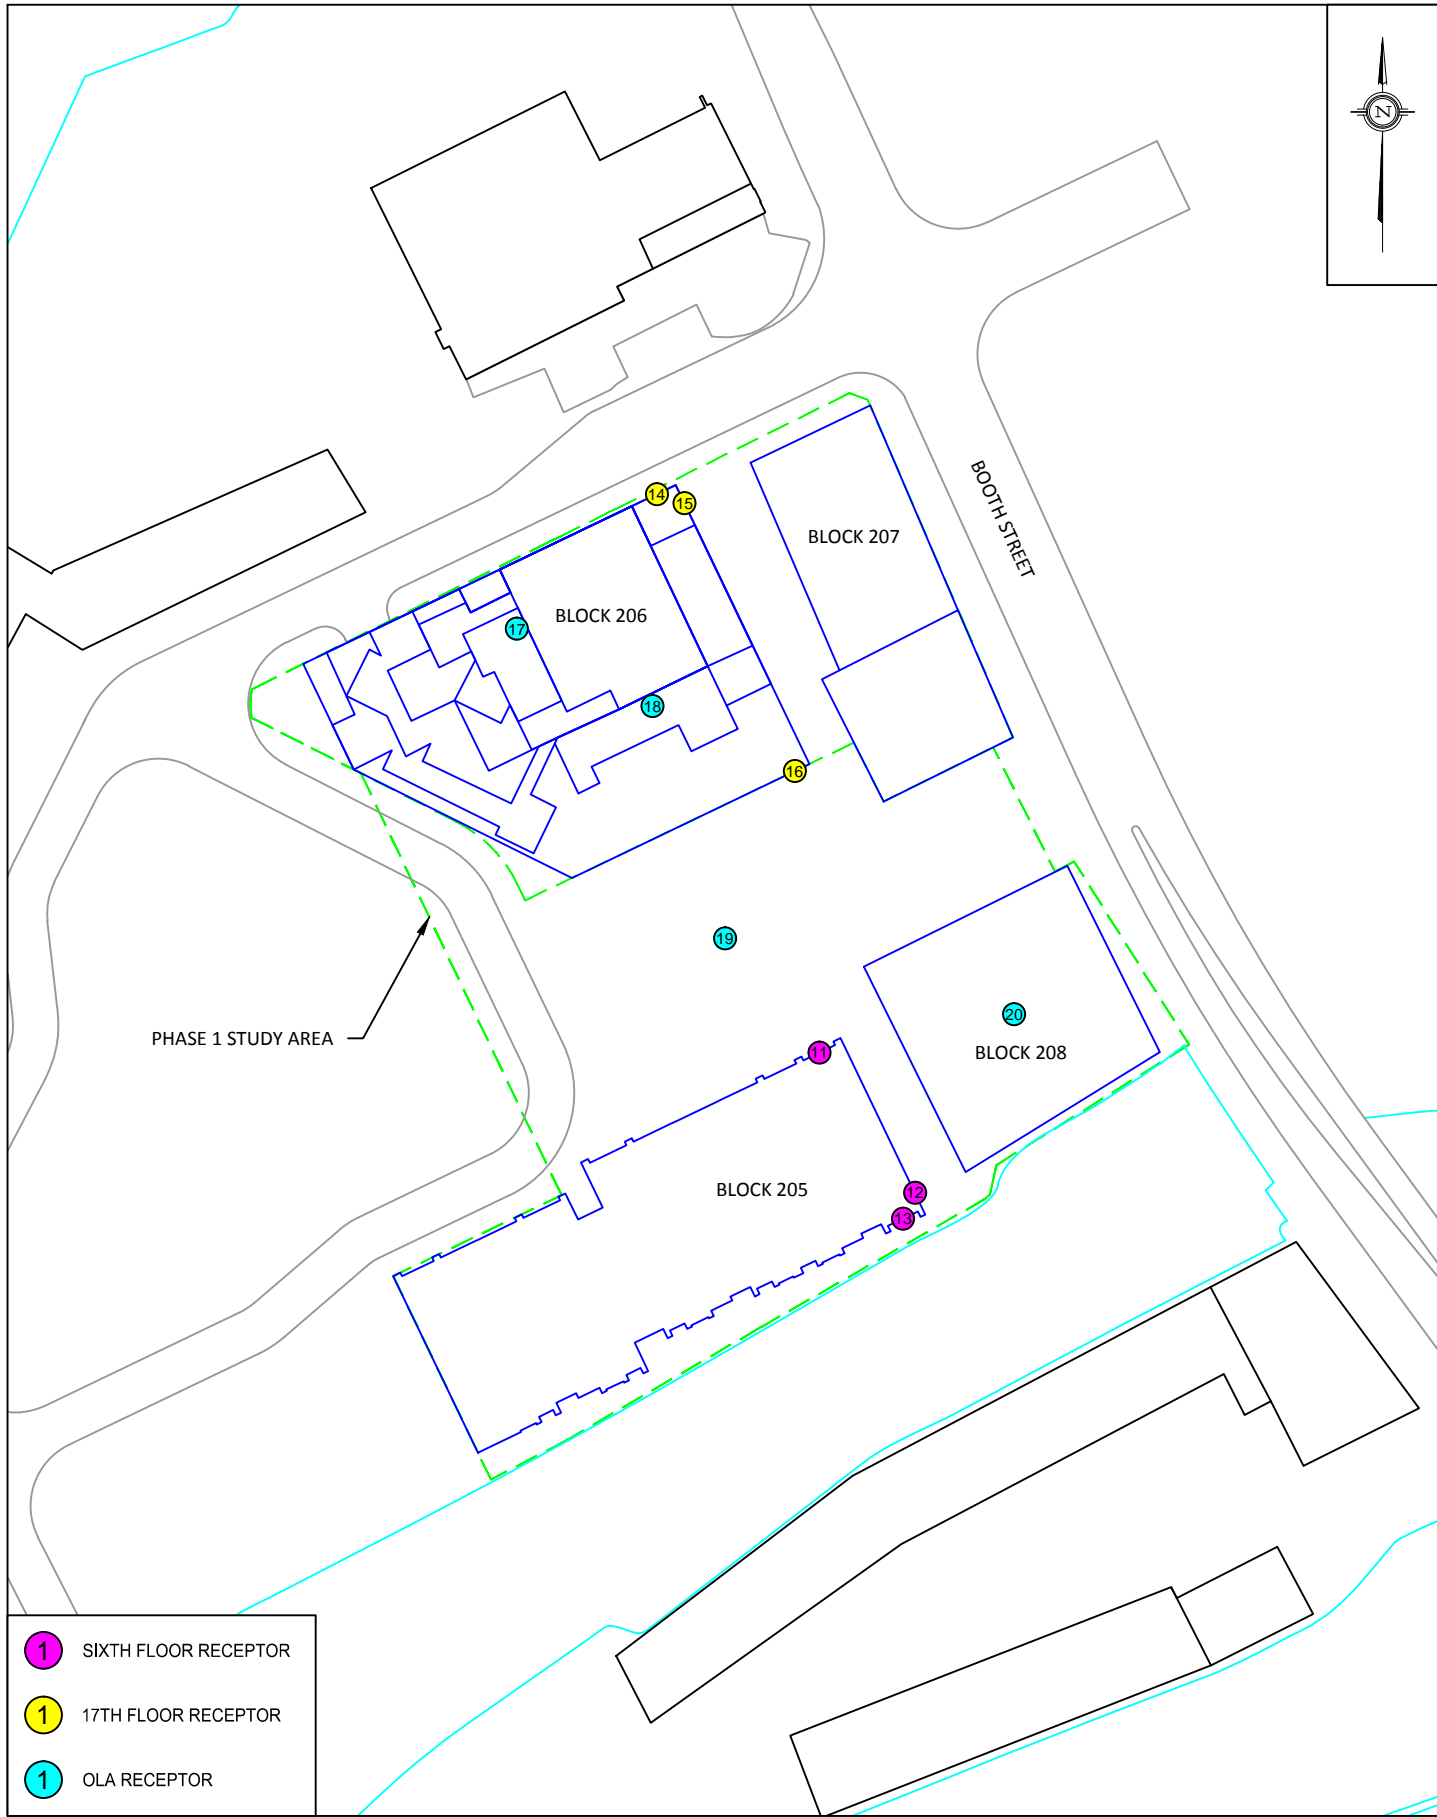 N
BOOTH STREET
14
15
BLOCK 207
BLOCK 206
17
18
16
19
20
PHASE 1 STUDY AREA
11
BLOCK 208
BLOCK 205
12
13
1 SIXTH FLOOR RECEPTOR
1 17TH FLOOR RECEPTOR
1 OLA RECEPTOR